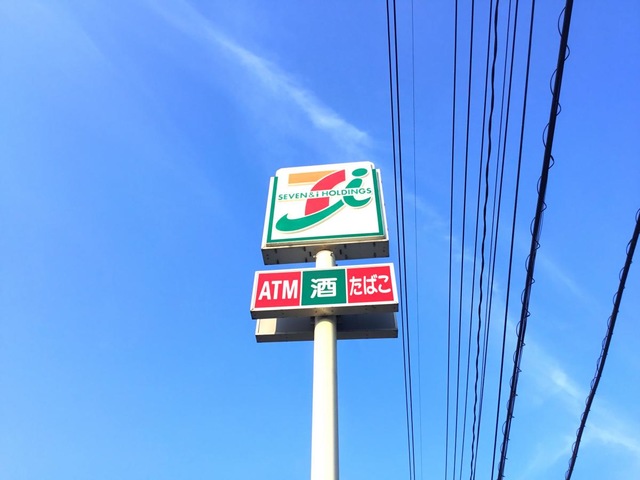 SEVEN & i HOLDINGS
ATM 酒 たばこ